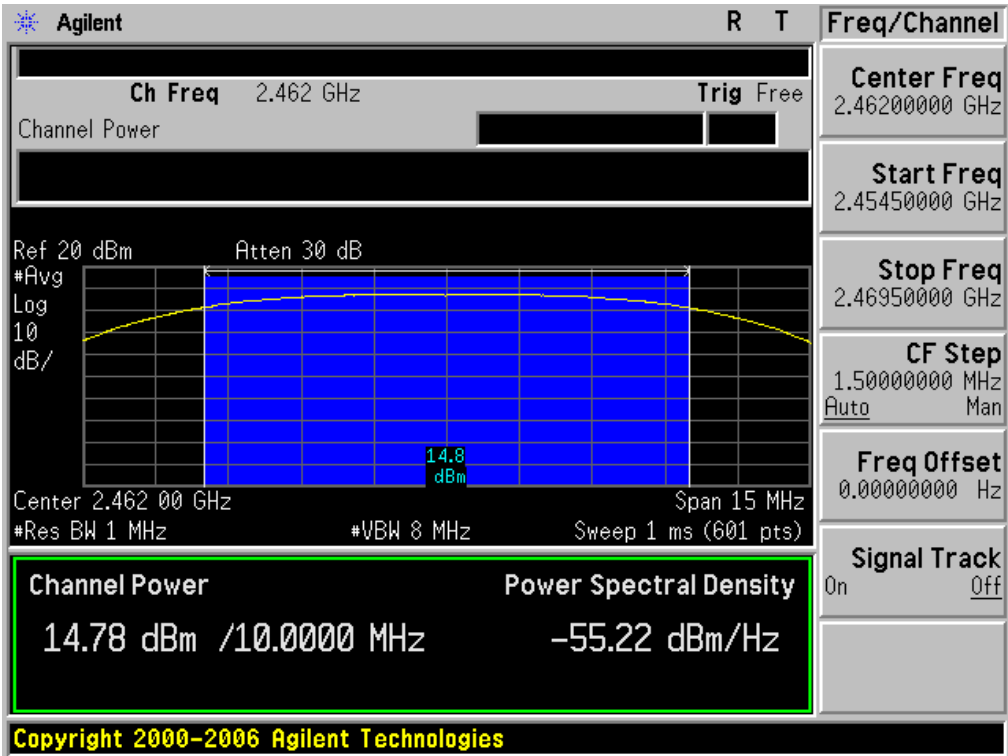 Agilent R T
Freq/Channel
Ch Freq 2.462 GHz Trig Free
Channel Power
Ref 20 dBm Atten 30 dB
#Avg
Log
10
dB/
14.8
dBm
Center 2.462 00 GHz Span 15 MHz
#Res BW 1 MHz #VBW 8 MHz Sweep 1 ms (601 pts)
Channel Power Power Spectral Density
14.78 dBm /10.0000 MHz -55.22 dBm/Hz
Center Freq
2.46200000 GHz
Start Freq
2.45450000 GHz
Stop Freq
2.46950000 GHz
CF Step
1.50000000 MHz
Auto Man
Freq Offset
0.00000000 Hz
Signal Track
On Off
Copyright 2000-2006 Agilent Technologies